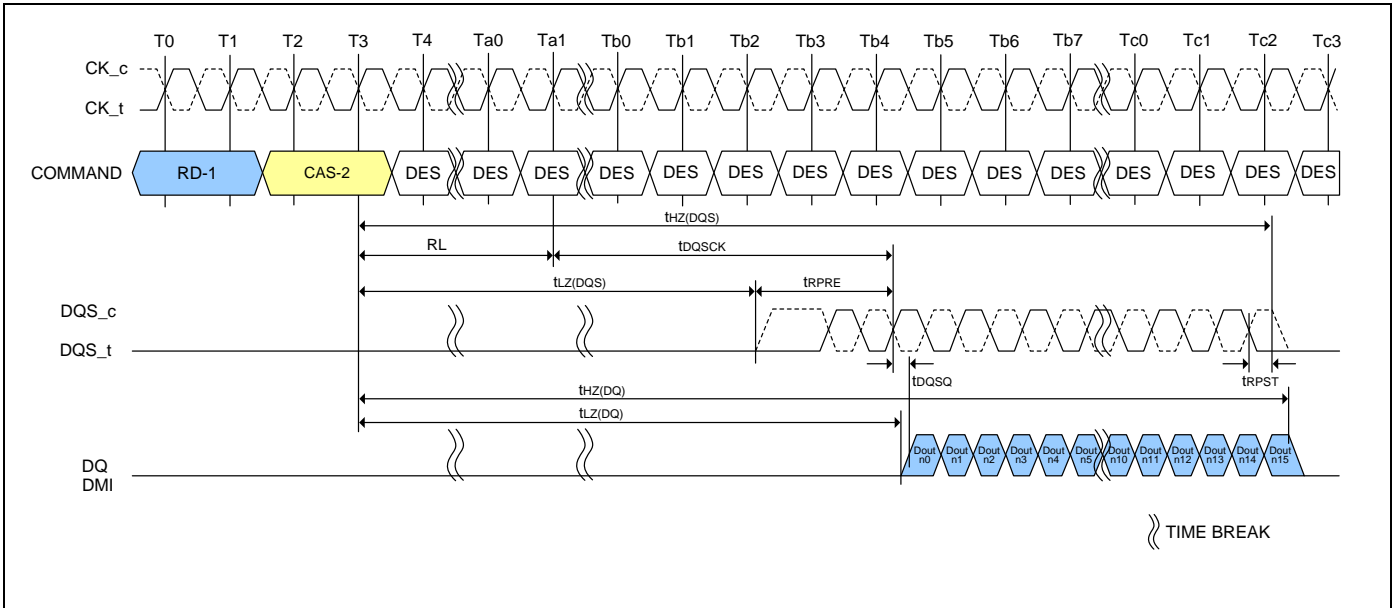 T0 T1 T2 T3 T4 Ta0 Ta1 Tb0 Tb1 Tb2 Tb3 Tb4 Tb5 Tb6 Tb7 Tc0 Tc1 Tc2 Tc3
CK_c
CK_t
COMMAND RD-1 CAS-2 DES DES DES DES DES DES DES DES DES DES DES DES DES DES DES
tHZ(DQS)
RL tDQSCK
tLZ(DQS) tRPRE
DQS_c
DQS_t
tDQSQ tRPST
tHZ(DQ)
tLZ(DQ)
Dout n0 Dout n1 Dout n2 Dout n3 Dout n4 Dout n5 Dout n10 Dout n11 Dout n12 Dout n13 Dout n14 Dout n15
DQ
DMI
TIME BREAK